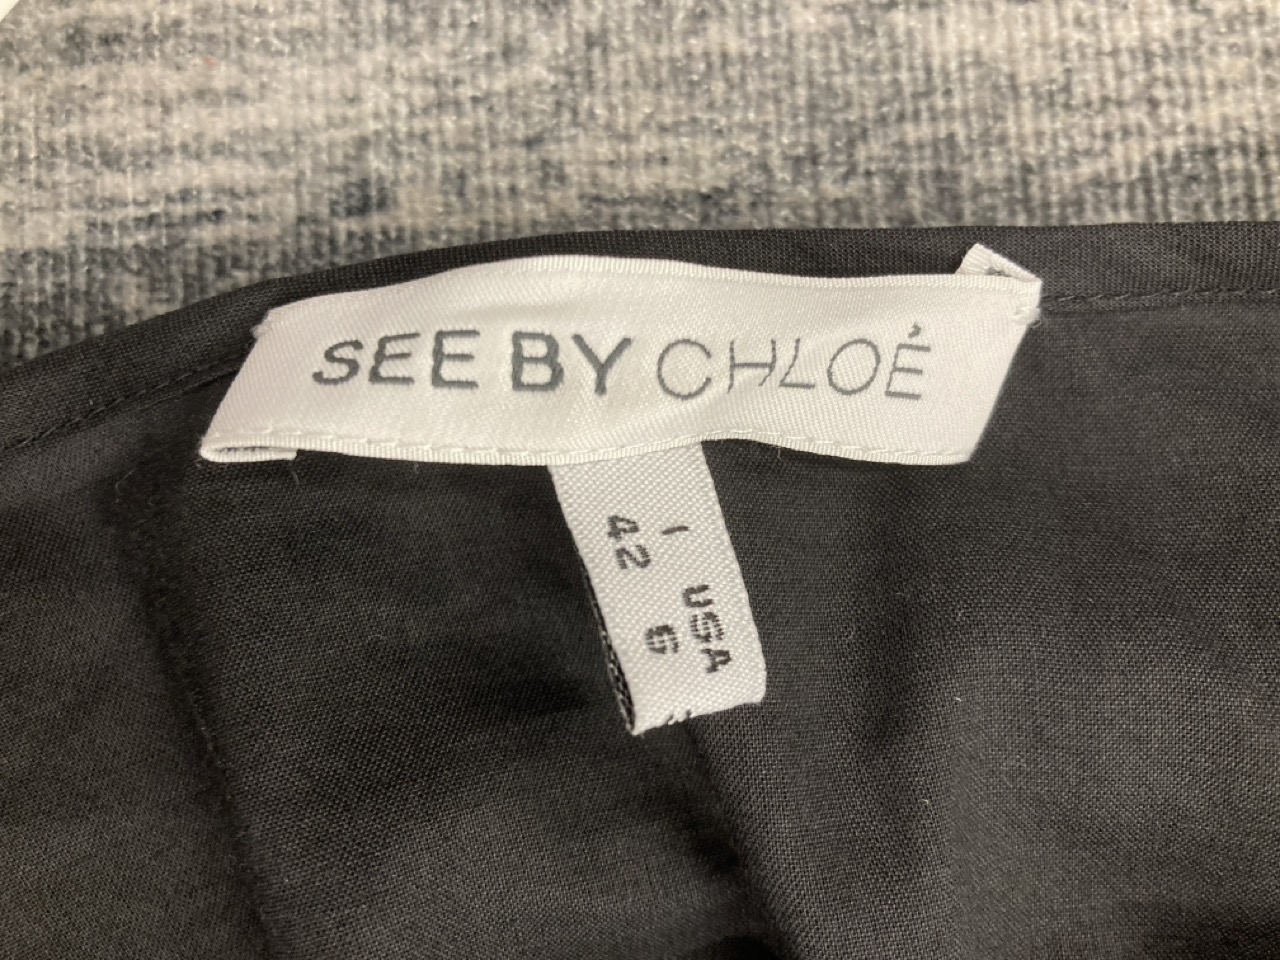 SEE BY CHLOÉ
I USA
42 6